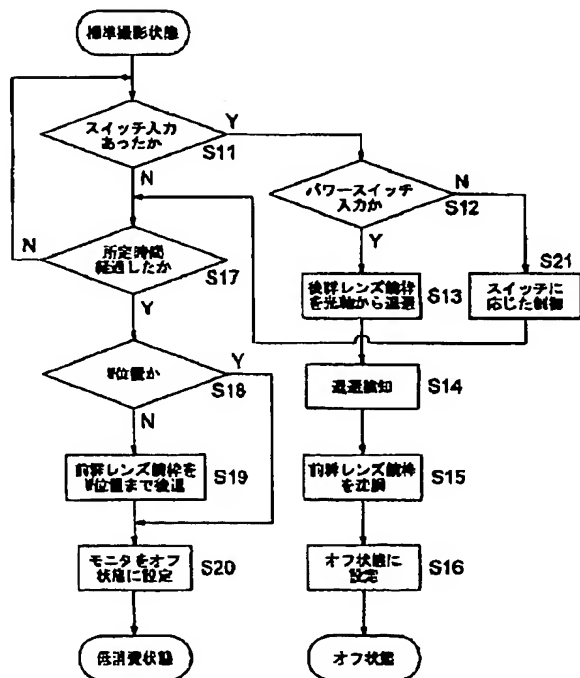 標準撮影状態
スイッチ入力
あったか
Y
S11
N
パワースイッチ
入力か
N
S12
Y
所定時間
経過したか
N
S17
Y
後群レンズ鏡枠
を光軸から退避
S13
S21
スイッチに
応じた制御
W位置か
Y
S18
N
退避検知
S14
前群レンズ鏡枠を
W位置まで後退
S19
前群レンズ鏡枠
を沈胴
S15
モニタをオフ
状態に設定
S20
オフ状態に
設定
S16
低消費状態
オフ状態